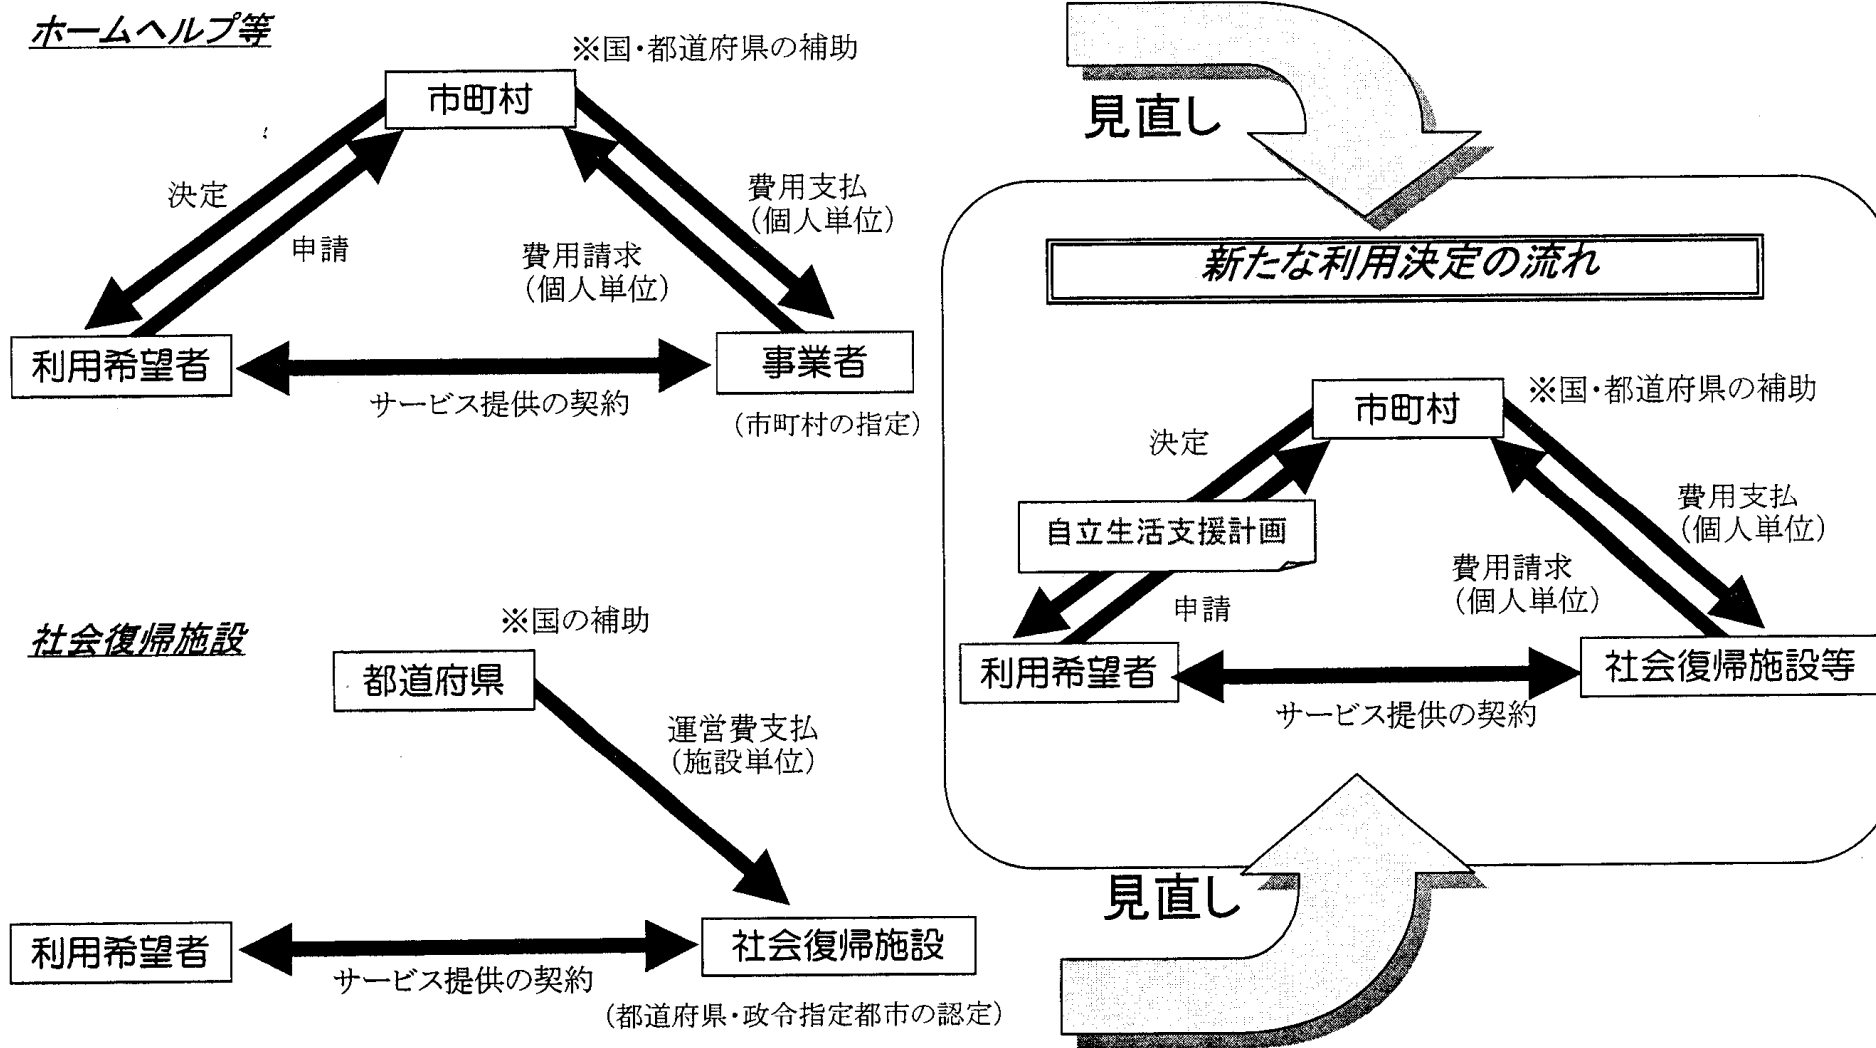 ホームヘルプ等
※国・都道府県の補助
市町村
決定
申請
費用請求
(個人単位)
費用支払
(個人単位)
利用希望者
事業者
サービス提供の契約
(市町村の指定)
社会復帰施設
※国の補助
都道府県
運営費支払
(施設単位)
利用希望者
社会復帰施設
サービス提供の契約
(都道府県・政令指定都市の認定)
見直し
新たな利用決定の流れ
※国・都道府県の補助
市町村
決定
自立生活支援計画
申請
費用請求
(個人単位)
費用支払
(個人単位)
利用希望者
社会復帰施設等
サービス提供の契約
見直し